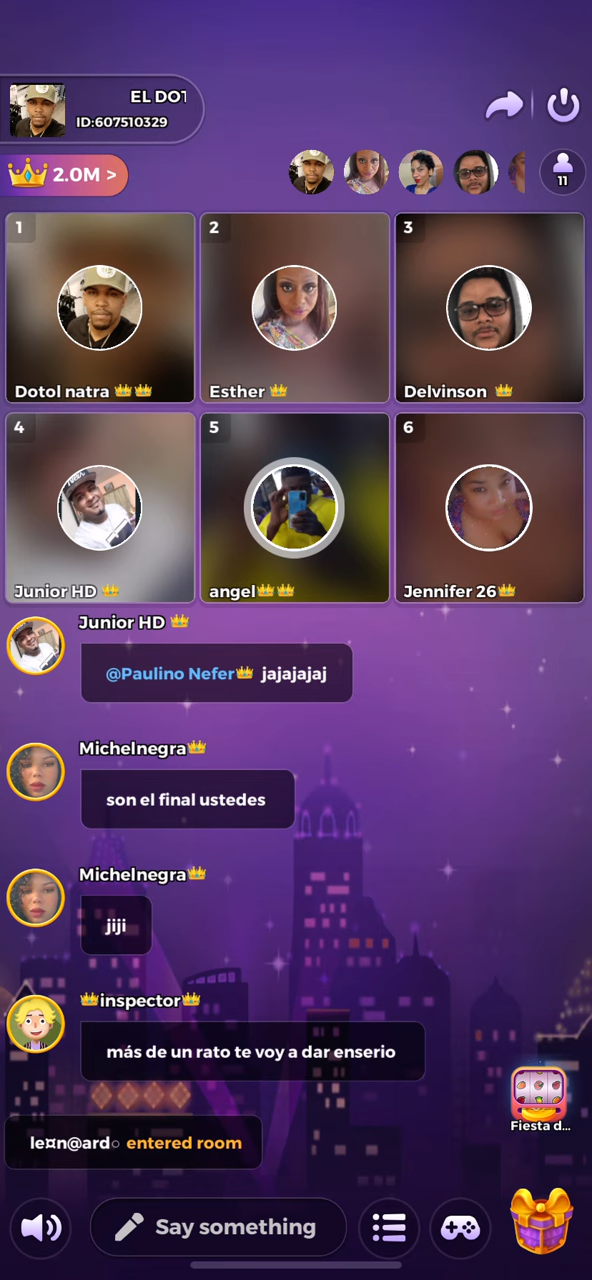 EL DOT
ID:607510329
2.0M >
11
1
2
3
Dotol natra 👑👑
Esther 👑
Delvinson 👑
4
5
6
Junior HD 👑
angel👑👑
Jennifer 26👑
Junior HD 👑
@Paulino Nefer👑 jajajajaj
Michelnegra👑
son el final ustedes
Michelnegra👑
jiji
👑inspector👑
más de un rato te voy a dar enserio
le¤n@ard○ entered room
Fiesta d...
Say something